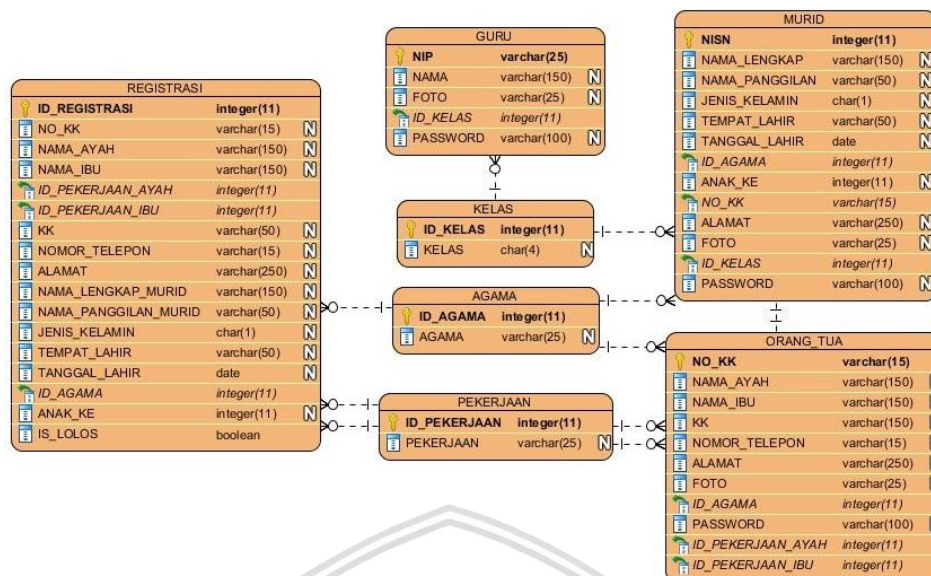 REGISTRASI
ID_REGISTRASI integer(11)
NO_KK varchar(15) N
NAMA_AYAH varchar(150) N
NAMA_IBU varchar(150) N
ID_PEKERJAAN_AYAH integer(11)
ID_PEKERJAAN_IBU integer(11)
KK varchar(50) N
NOMOR_TELEPON varchar(15) N
ALAMAT varchar(250) N
NAMA_LENGKAP_MURID varchar(150) N
NAMA_PANGGILAN_MURID varchar(50) N
JENIS_KELAMIN char(1) N
TEMPAT_LAHIR varchar(50) N
TANGGAL_LAHIR date N
ID_AGAMA integer(11)
ANAK_KE integer(11) N
IS_LOLOS boolean
GURU
NIP varchar(25)
NAMA varchar(150) N
FOTO varchar(25) N
ID_KELAS integer(11)
PASSWORD varchar(100) N
KELAS
ID_KELAS integer(11)
KELAS char(4) N
AGAMA
ID_AGAMA integer(11)
AGAMA varchar(25) N
PEKERJAAN
ID_PEKERJAAN integer(11)
PEKERJAAN varchar(25) N
MURID
NISN integer(11)
NAMA_LENGKAP varchar(150) N
NAMA_PANGGILAN varchar(50) N
JENIS_KELAMIN char(1) N
TEMPAT_LAHIR varchar(50) N
TANGGAL_LAHIR date N
ID_AGAMA integer(11)
ANAK_KE integer(11) N
NO_KK varchar(15)
ALAMAT varchar(250) N
FOTO varchar(25) N
ID_KELAS integer(11)
PASSWORD varchar(100) N
ORANG_TUA
NO_KK varchar(15)
NAMA_AYAH varchar(150)
NAMA_IBU varchar(150)
KK varchar(150)
NOMOR_TELEPON varchar(15)
ALAMAT varchar(250)
FOTO varchar(25)
ID_AGAMA integer(11)
PASSWORD varchar(100)
ID_PEKERJAAN_AYAH integer(11)
ID_PEKERJAAN_IBU integer(11)